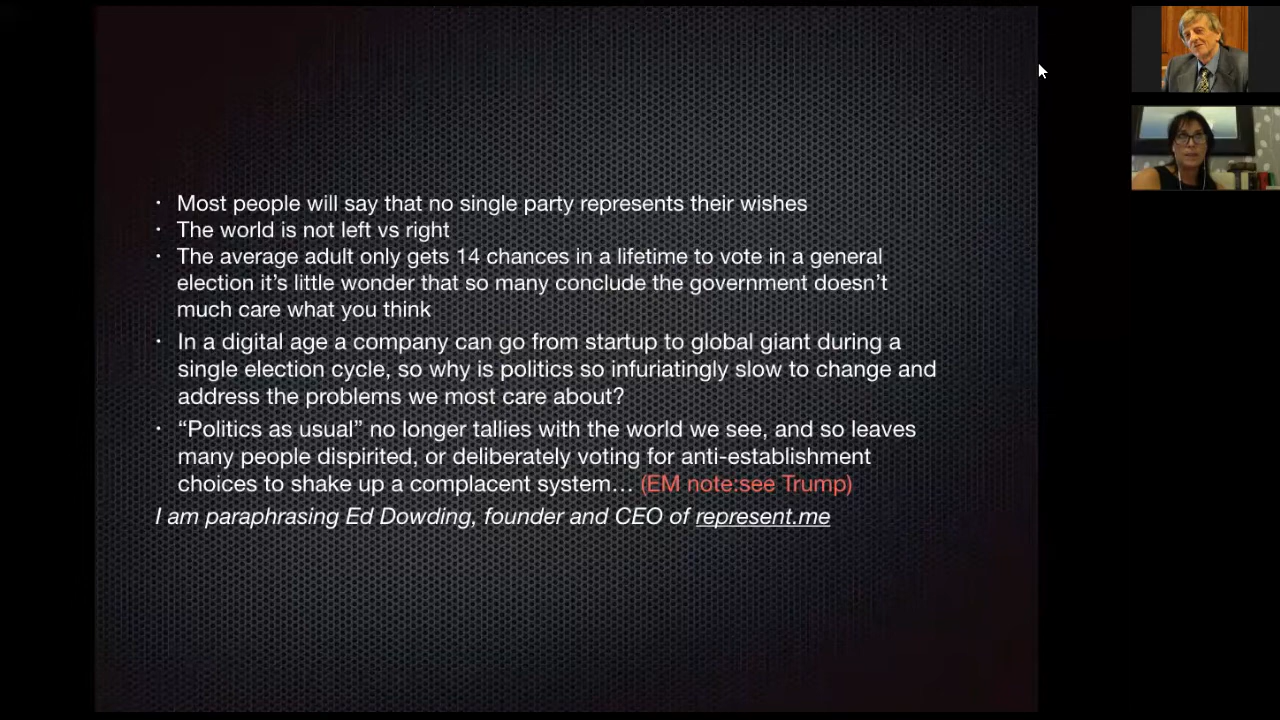 · Most people will say that no single party represents their wishes
· The world is not left vs right
· The average adult only gets 14 chances in a lifetime to vote in a general
election it’s little wonder that so many conclude the government doesn’t
much care what you think
· In a digital age a company can go from startup to global giant during a
single election cycle, so why is politics so infuriatingly slow to change and
address the problems we most care about?
· “Politics as usual” no longer tallies with the world we see, and so leaves
many people dispirited, or deliberately voting for anti-establishment
choices to shake up a complacent system… (EM note:see Trump)
I am paraphrasing Ed Dowding, founder and CEO of represent.me